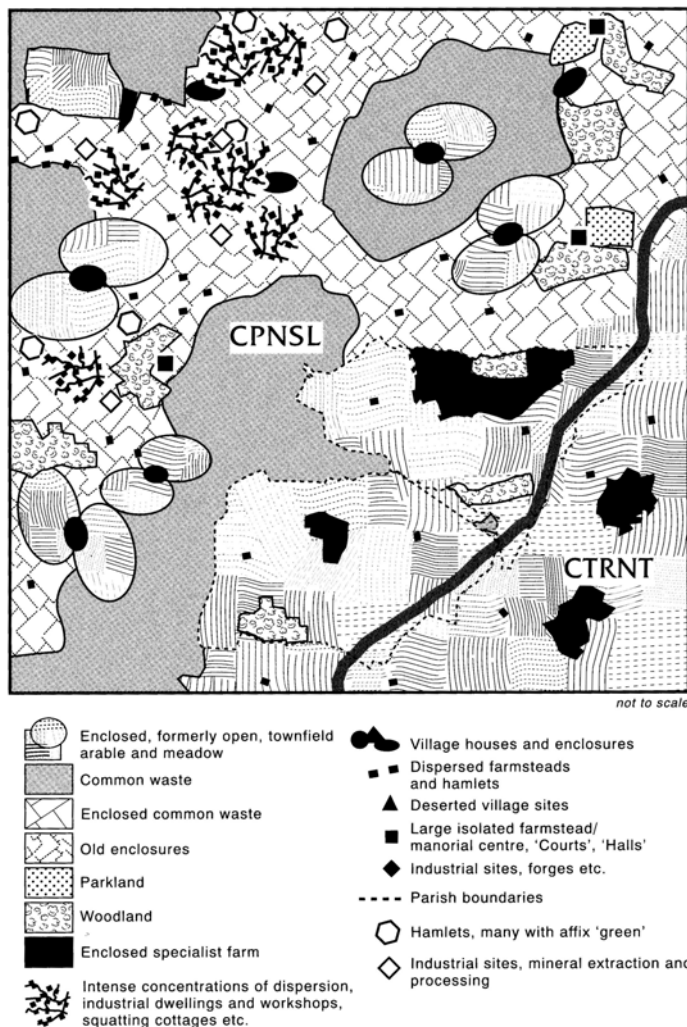 CPNSL
CTRNT
not to scale
Enclosed, formerly open, townfield
arable and meadow
Common waste
Enclosed common waste
Old enclosures
Parkland
Woodland
Enclosed specialist farm
Intense concentrations of dispersion,
industrial dwellings and workshops,
squatting cottages etc.
Village houses and enclosures
Dispersed farmsteads
and hamlets
Deserted village sites
Large isolated farmstead/
manorial centre, 'Courts', 'Halls'
Industrial sites, forges etc.
Parish boundaries
Hamlets, many with affix 'green'
Industrial sites, mineral extraction and
processing